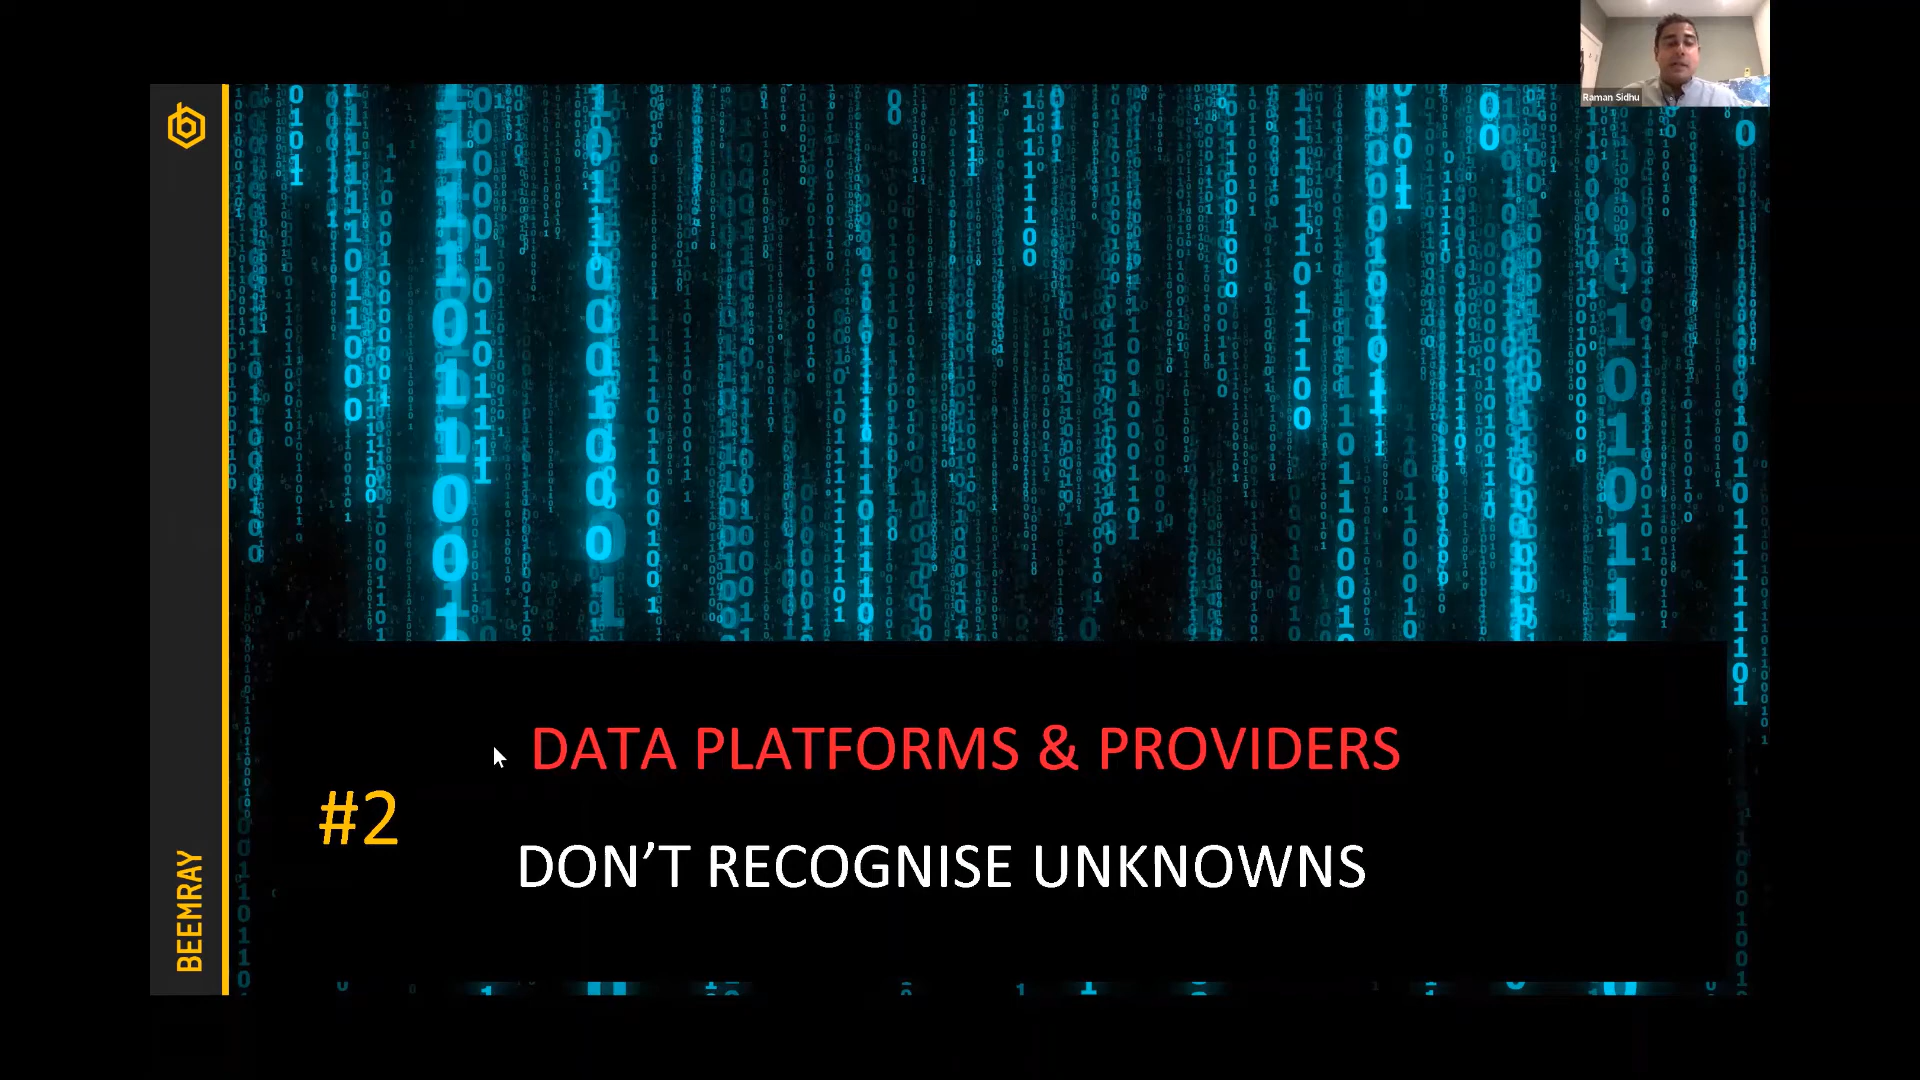 Raman Sidhu
DATA PLATFORMS & PROVIDERS
#2
DON’T RECOGNISE UNKNOWNS
BEEMRAY